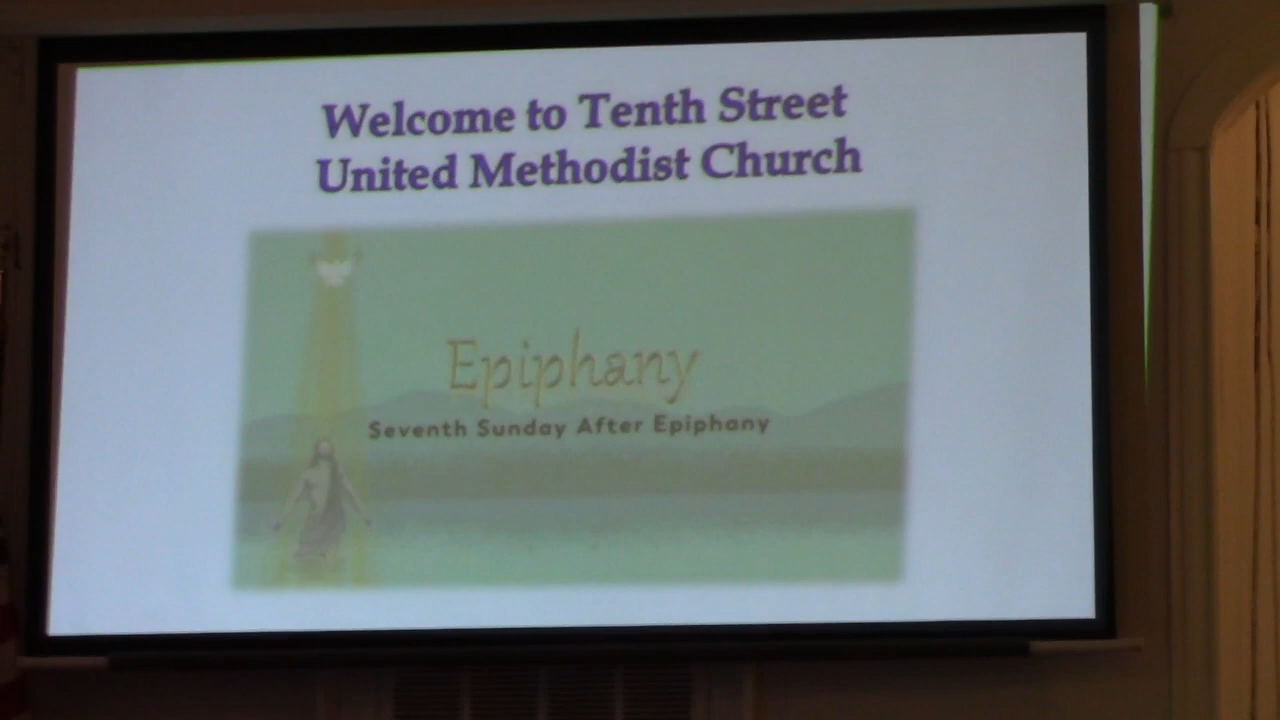 Welcome to Tenth Street
United Methodist Church
Epiphany
Seventh Sunday After Epiphany